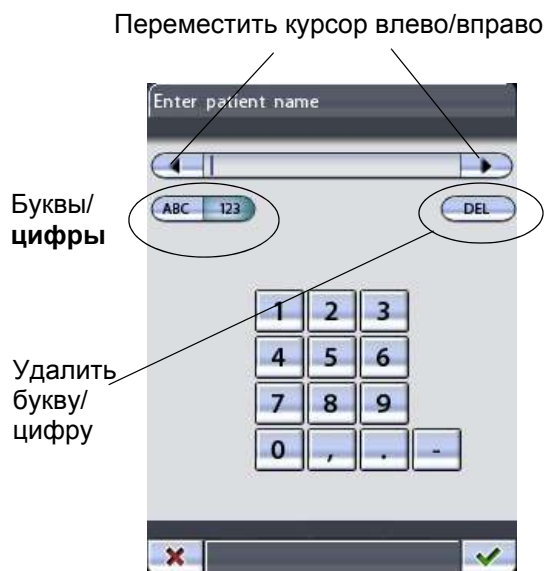 Переместить курсор влево/вправо
Enter patient name
Буквы/
цифры
ABC 123
DEL
1 2 3
4 5 6
7 8 9
0 , . -
Удалить
букву/
цифру